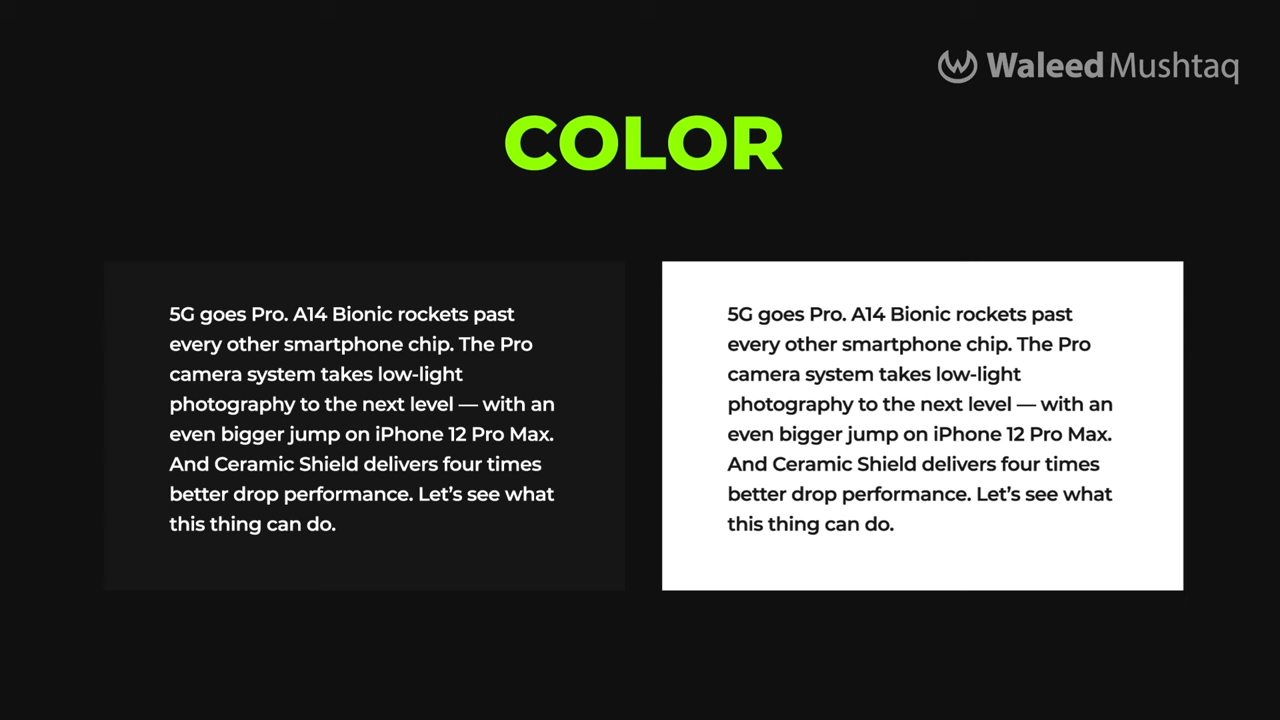 Waleed Mushtaq
COLOR
5G goes Pro. A14 Bionic rockets past
every other smartphone chip. The Pro
camera system takes low-light
photography to the next level — with an
even bigger jump on iPhone 12 Pro Max.
And Ceramic Shield delivers four times
better drop performance. Let’s see what
this thing can do.
5G goes Pro. A14 Bionic rockets past
every other smartphone chip. The Pro
camera system takes low-light
photography to the next level — with an
even bigger jump on iPhone 12 Pro Max.
And Ceramic Shield delivers four times
better drop performance. Let’s see what
this thing can do.